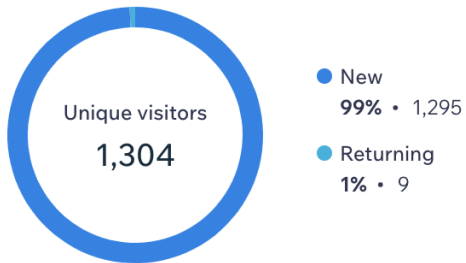 Unique visitors
1,304
New
99% • 1,295
Returning
1% • 9